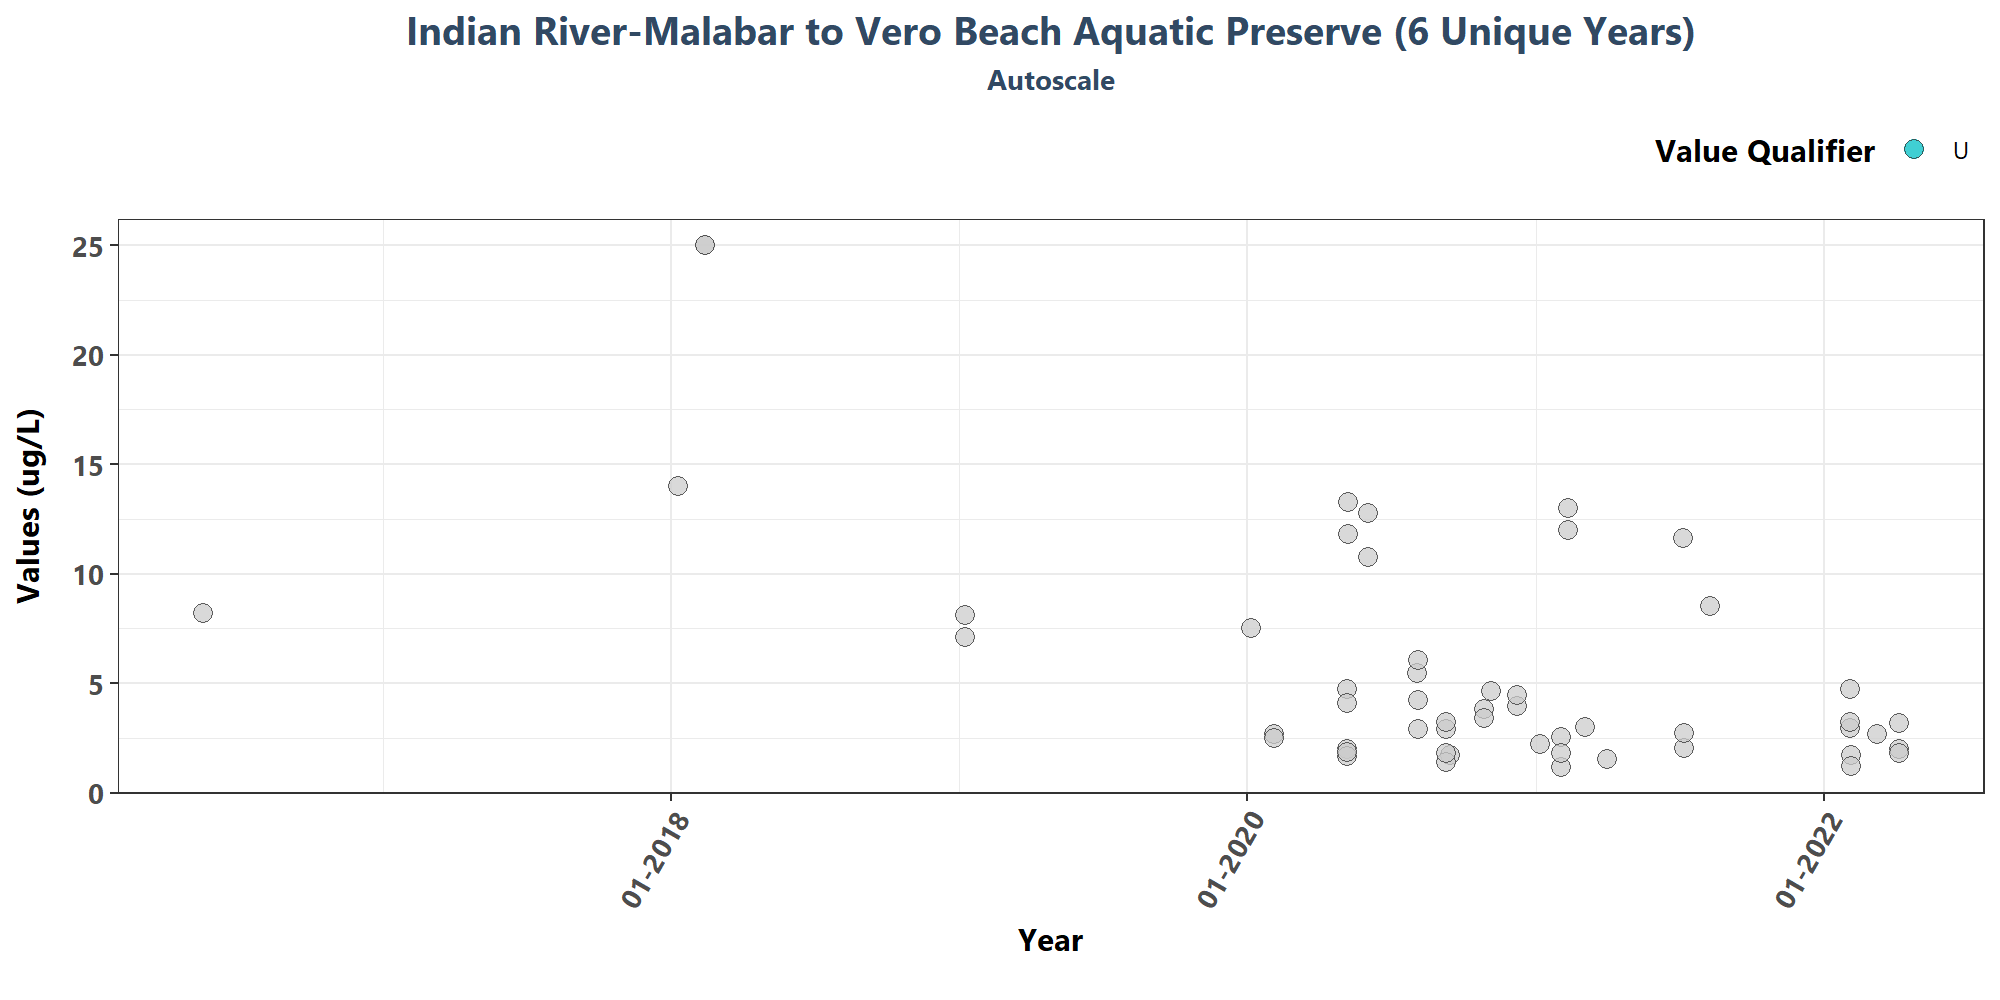 Indian River-Malabar to Vero Beach Aquatic Preserve (6 Unique Years)
Autoscale
Value Qualifier U
Values (ug/L)
25
20
15
10
5
0
01-2018
01-2020
01-2022
Year